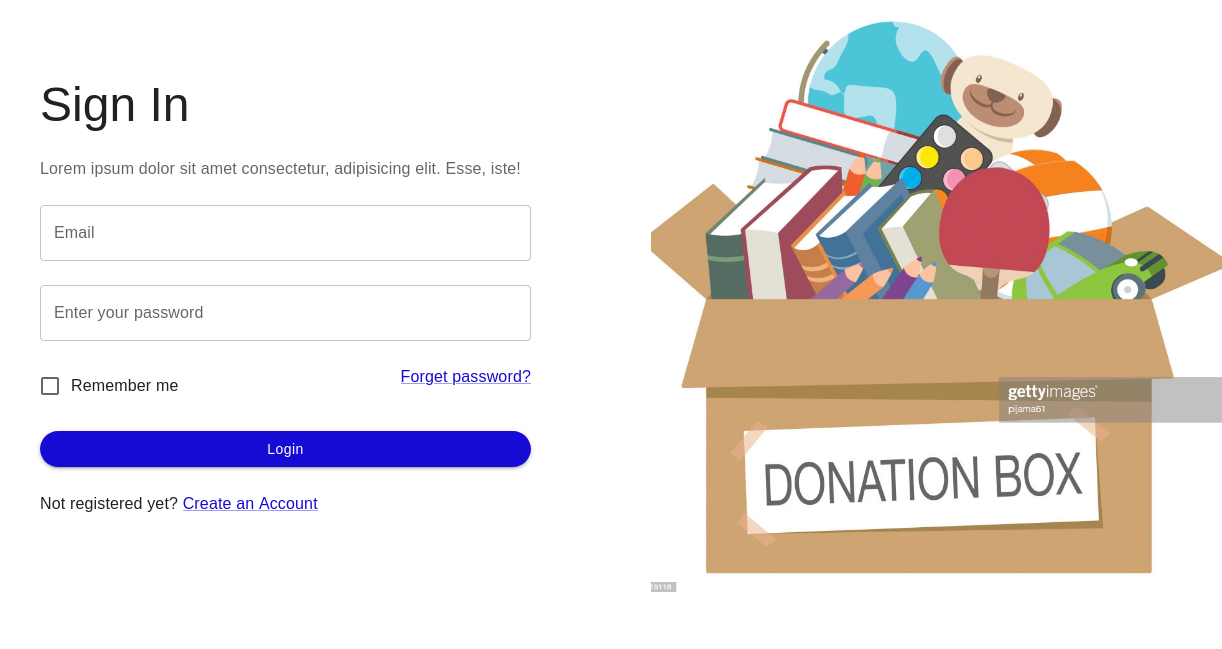 Sign In
Lorem ipsum dolor sit amet consectetur, adipisicing elit. Esse, iste!
Email
Enter your password
Remember me
Forget password?
Login
Not registered yet? Create an Account
gettyimages®
pijama61
DONATION BOX